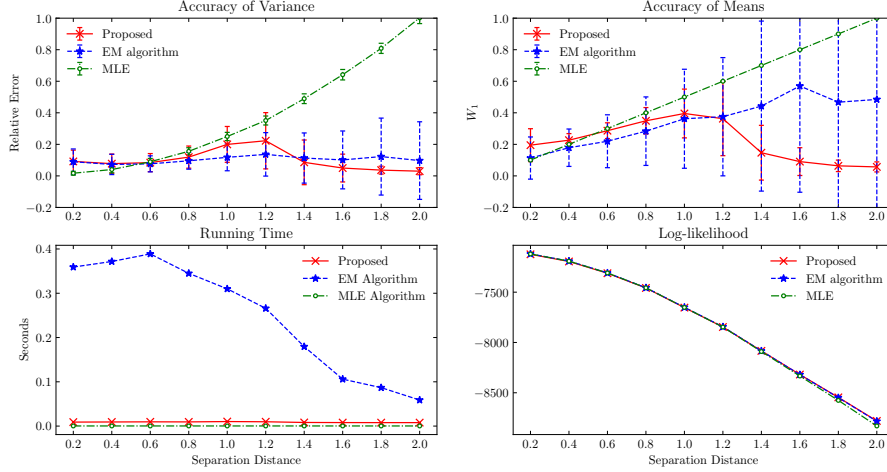 Accuracy of Variance
Relative Error
1.0
0.8
0.6
0.4
0.2
0.0
−0.2
Proposed
EM algorithm
MLE
0.2 0.4 0.6 0.8 1.0 1.2 1.4 1.6 1.8 2.0
Accuracy of Means
W1
1.0
0.8
0.6
0.4
0.2
0.0
−0.2
Proposed
EM algorithm
MLE
0.2 0.4 0.6 0.8 1.0 1.2 1.4 1.6 1.8 2.0
Running Time
Seconds
0.4
0.3
0.2
0.1
0.0
Proposed
EM Algorithm
MLE Algorithm
0.2 0.4 0.6 0.8 1.0 1.2 1.4 1.6 1.8 2.0
Separation Distance
Log-likelihood
−7500
−8000
−8500
Proposed
EM algorithm
MLE
0.2 0.4 0.6 0.8 1.0 1.2 1.4 1.6 1.8 2.0
Separation Distance